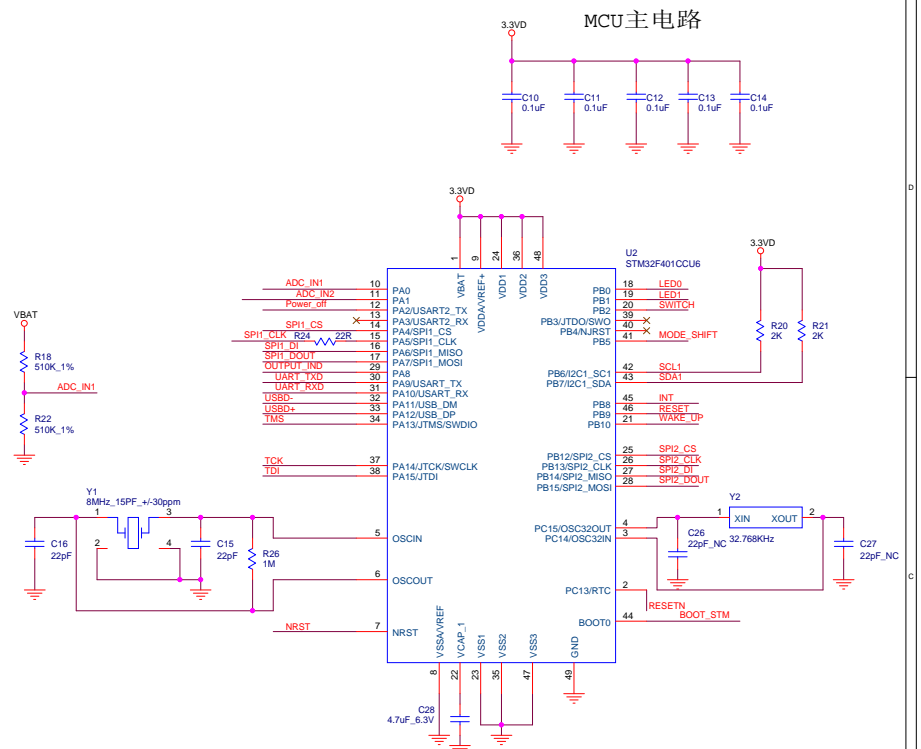 MCU主电路
3.3VD
C10
0.1uF
C11
0.1uF
C12
0.1uF
C13
0.1uF
C14
0.1uF
D
3.3VD
1
9
24
36
48
VBAT
VDDA/VREF+
VDD1
VDD2
VDD3
U2
STM32F401CCU6
3.3VD
R20
2K
R21
2K
ADC_IN1 10 PA0
ADC_IN2 11 PA1
Power_off 12 PA2/USART2_TX
13 PA3/USART2_RX
SPI1_CS 14 PA4/SPI1_CS
SPI1_CLK R24 22R 15 PA5/SPI1_CLK
SPI1_DI 16 PA6/SPI1_MISO
SPI1_DOUT 17 PA7/SPI1_MOSI
OUTPUT_IND 29 PA8
UART_TXD 30 PA9/USART_TX
UART_RXD 31 PA10/USART_RX
USBD- 32 PA11/USB_DM
USBD+ 33 PA12/USB_DP
TMS 34 PA13/JTMS/SWDIO
TCK 37 PA14/JTCK/SWCLK
TDI 38 PA15/JTDI
PB0 18 LED0
PB1 19 LED1
PB2 20 SWITCH
PB3/JTDO/SWO 39
PB4/NJRST 40
PB5 41 MODE_SHIFT
PB6/I2C1_SC1 42 SCL1
PB7/I2C1_SDA 43 SDA1
PB8 45 INT
PB9 46 RESET
PB10 21 WAKE_UP
PB12/SPI2_CS 25 SPI2_CS
PB13/SPI2_CLK 26 SPI2_CLK
PB14/SPI2_MISO 27 SPI2_DI
PB15/SPI2_MOSI 28 SPI2_DOUT
VBAT
R18
510K_1%
ADC_IN1
R22
510K_1%
Y1
8MHz_15PF_+/-30ppm
1 3
2 4
C16
22pF
C15
22pF
R26
1M
5 OSCIN
6 OSCOUT
NRST 7 NRST
PC15/OSC32OUT 4
PC14/OSC32IN 3
PC13/RTC 2
RESETN
BOOT0 44 BOOT_STM
Y2
1 XIN XOUT 2
32.768KHz
C26
22pF_NC
C27
22pF_NC
C
VSSA/VREF
VCAP_1
VSS1
VSS2
VSS3
GND
8
22
23
35
47
49
C28
4.7uF_6.3V